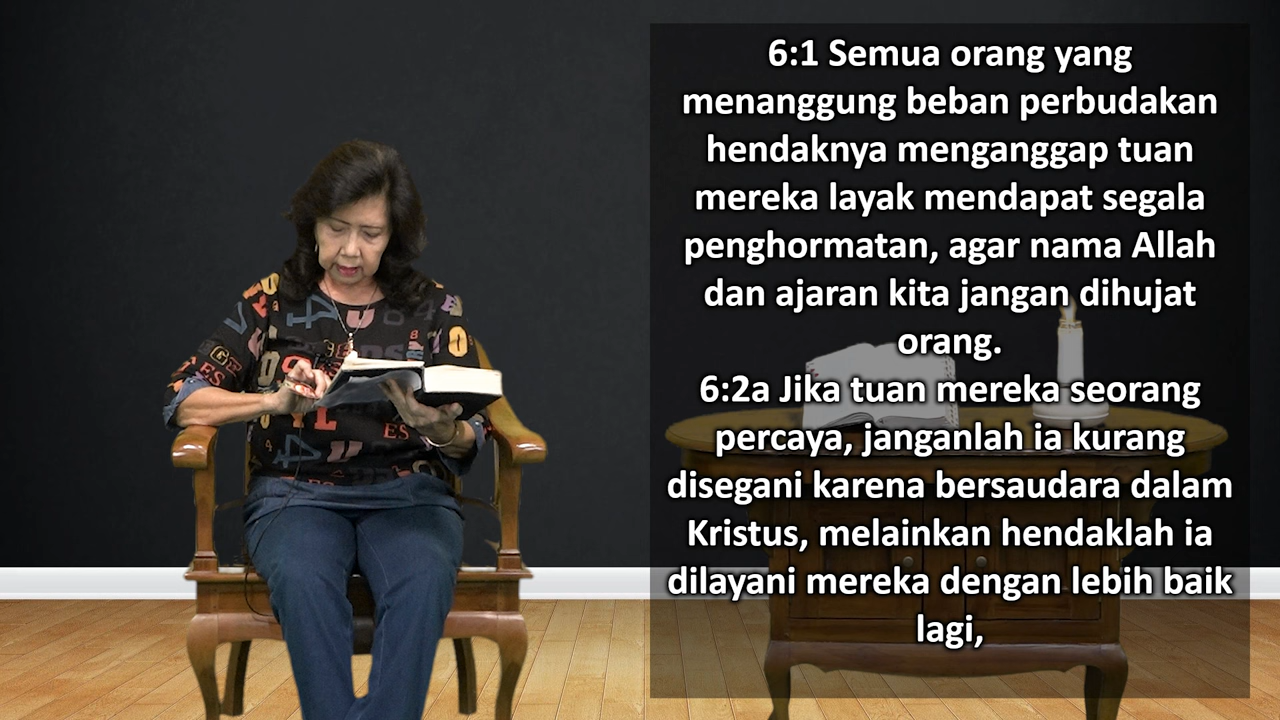 6:1 Semua orang yang
menanggung beban perbudakan
hendaknya menganggap tuan
mereka layak mendapat segala
penghormatan, agar nama Allah
dan ajaran kita jangan dihujat
orang.
6:2a Jika tuan mereka seorang
percaya, janganlah ia kurang
disegani karena bersaudara dalam
Kristus, melainkan hendaklah ia
dilayani mereka dengan lebih baik
lagi,